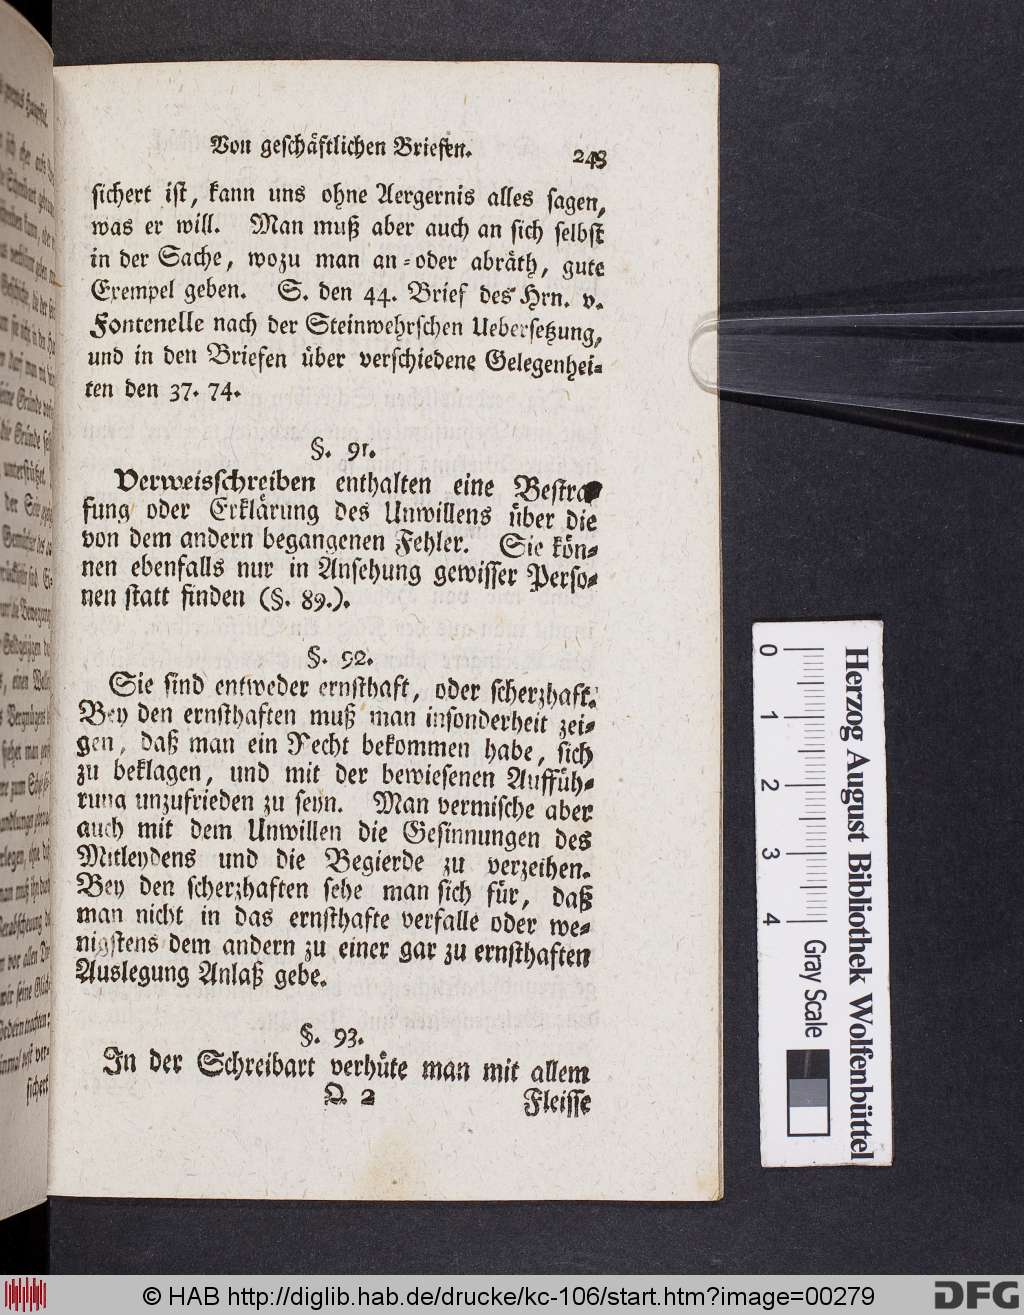 Von geschäftlichen Briefen. 243
sichert ist, kann uns ohne Aergernis alles sagen,
was er will. Man muß aber auch an sich selbst
in der Sache, wozu man an=oder abräth, gute
Exempel geben. S. den 44. Brief des Hrn. v.
Fontenelle nach der Steinwehrschen Uebersetzung,
und in den Briefen über verschiedene Gelegenhei=
ten den 37. 74.
§. 91.
Verweisschreiben enthalten eine Bestra=
fung oder Erklärung des Unwillens über die
von dem andern begangenen Fehler. Sie kön=
nen ebenfalls nur in Ansehung gewisser Perso=
nen statt finden (§. 89.).
§. 92.
Sie sind entweder ernsthaft, oder scherzhaft.
Bey den ernsthaften muß man insonderheit zei=
gen, daß man ein Recht bekommen habe, sich
zu beklagen, und mit der bewiesenen Aufführ=
rung unzufrieden zu seyn. Man vermische aber
auch mit dem Unwillen die Gesinnungen des
Mitleydens und die Begierde zu verzeihen.
Bey den scherzhaften sehe man sich für, daß
man nicht in das ernsthafte verfalle oder we=
nigstens dem andern zu einer gar zu ernsthaften
Auslegung Anlaß gebe.
§. 93.
In der Schreibart verhüte man mit allem
Q 2 Fleisse
0 1 2 3 4
Herzog August Bibliothek Wolfenbüttel
Gray Scale
© HAB http://diglib.hab.de/drucke/kc-106/start.htm?image=00279
DFG